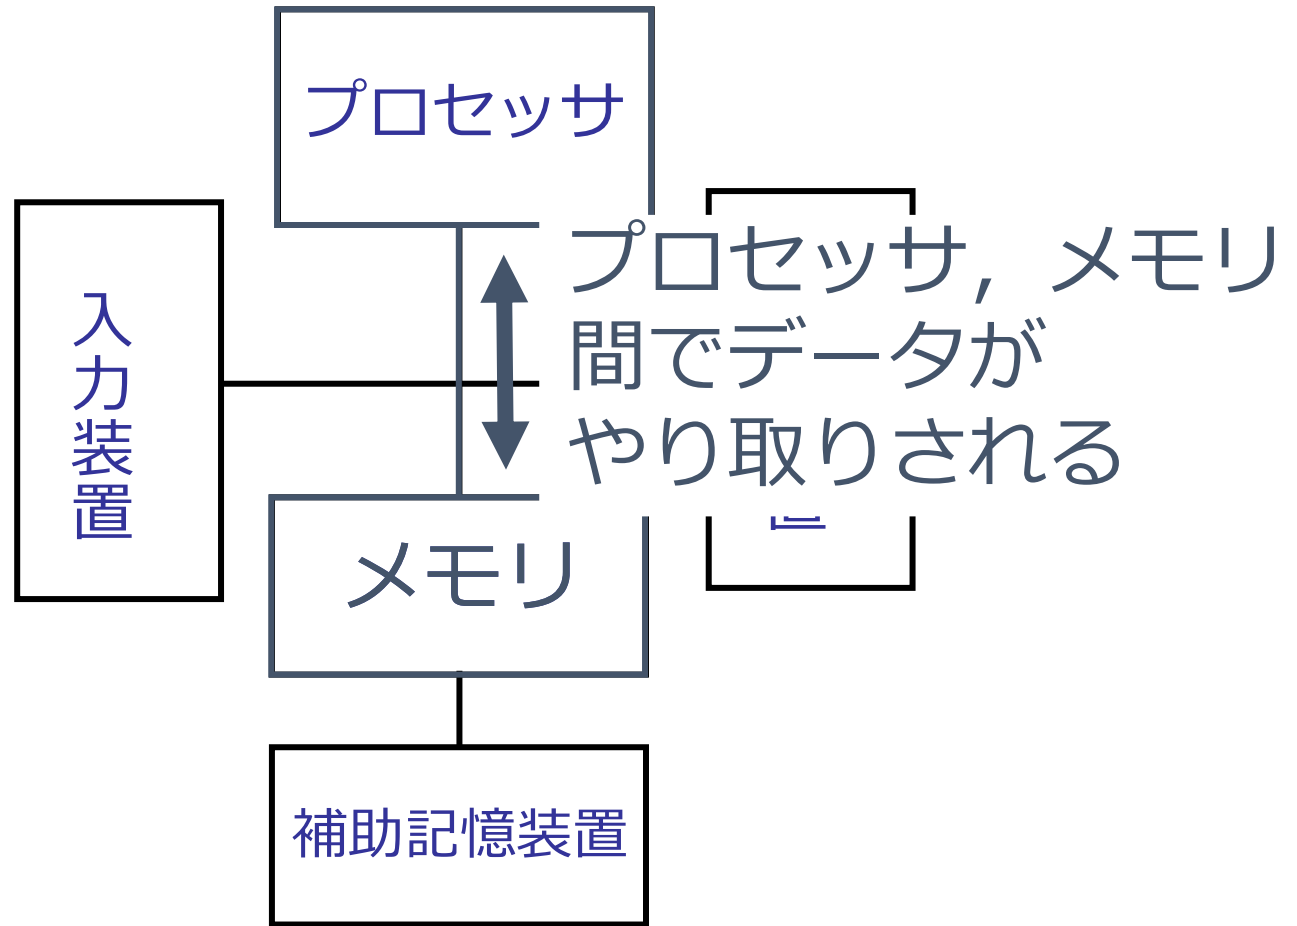 プロセッサ
プロセッサ, メモリ
間でデータが
やり取りされる
入力装置
メモリ
補助記憶装置